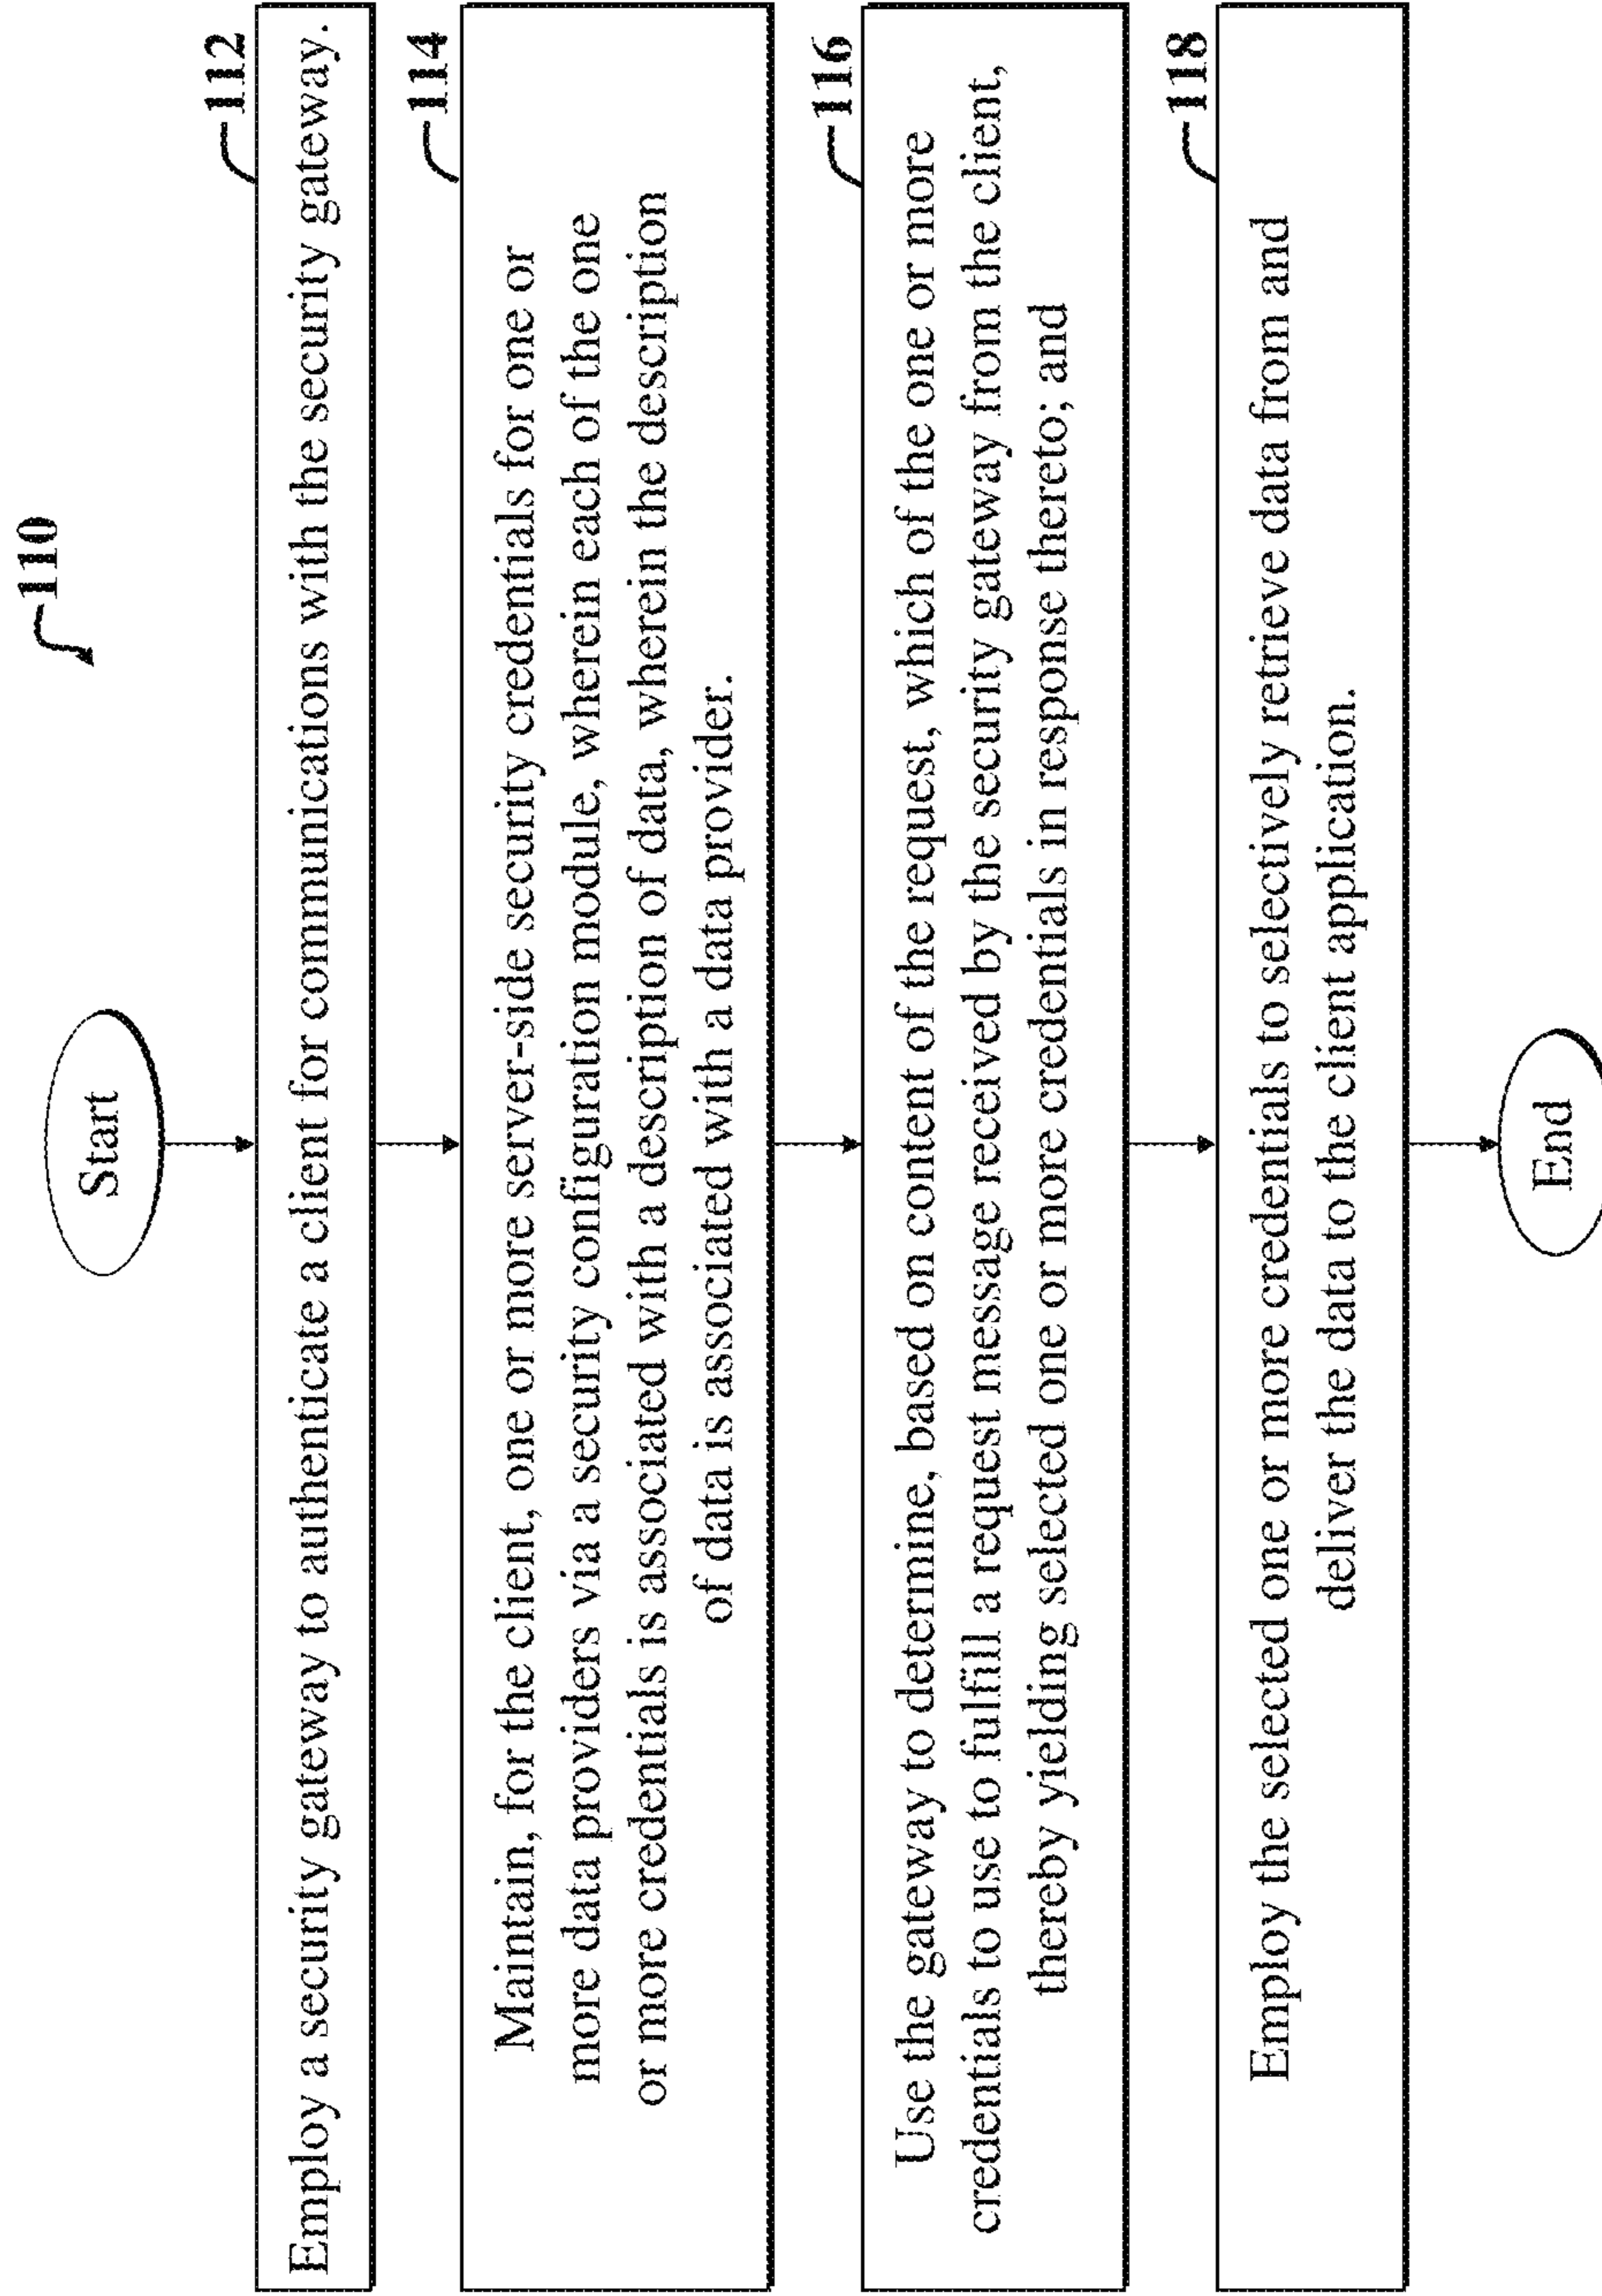 110
Start
112
Employ a security gateway to authenticate a client for communications with the security gateway.
114
Maintain, for the client, one or more server-side security credentials for one or
more data providers via a security configuration module, wherein each of the one
or more credentials is associated with a description of data, wherein the description
of data is associated with a data provider.
116
Use the gateway to determine, based on content of the request, which of the one or more
credentials to use to fulfill a request message received by the security gateway from the client,
thereby yielding selected one or more credentials in response thereto; and
118
Employ the selected one or more credentials to selectively retrieve data from and
deliver the data to the client application.
End